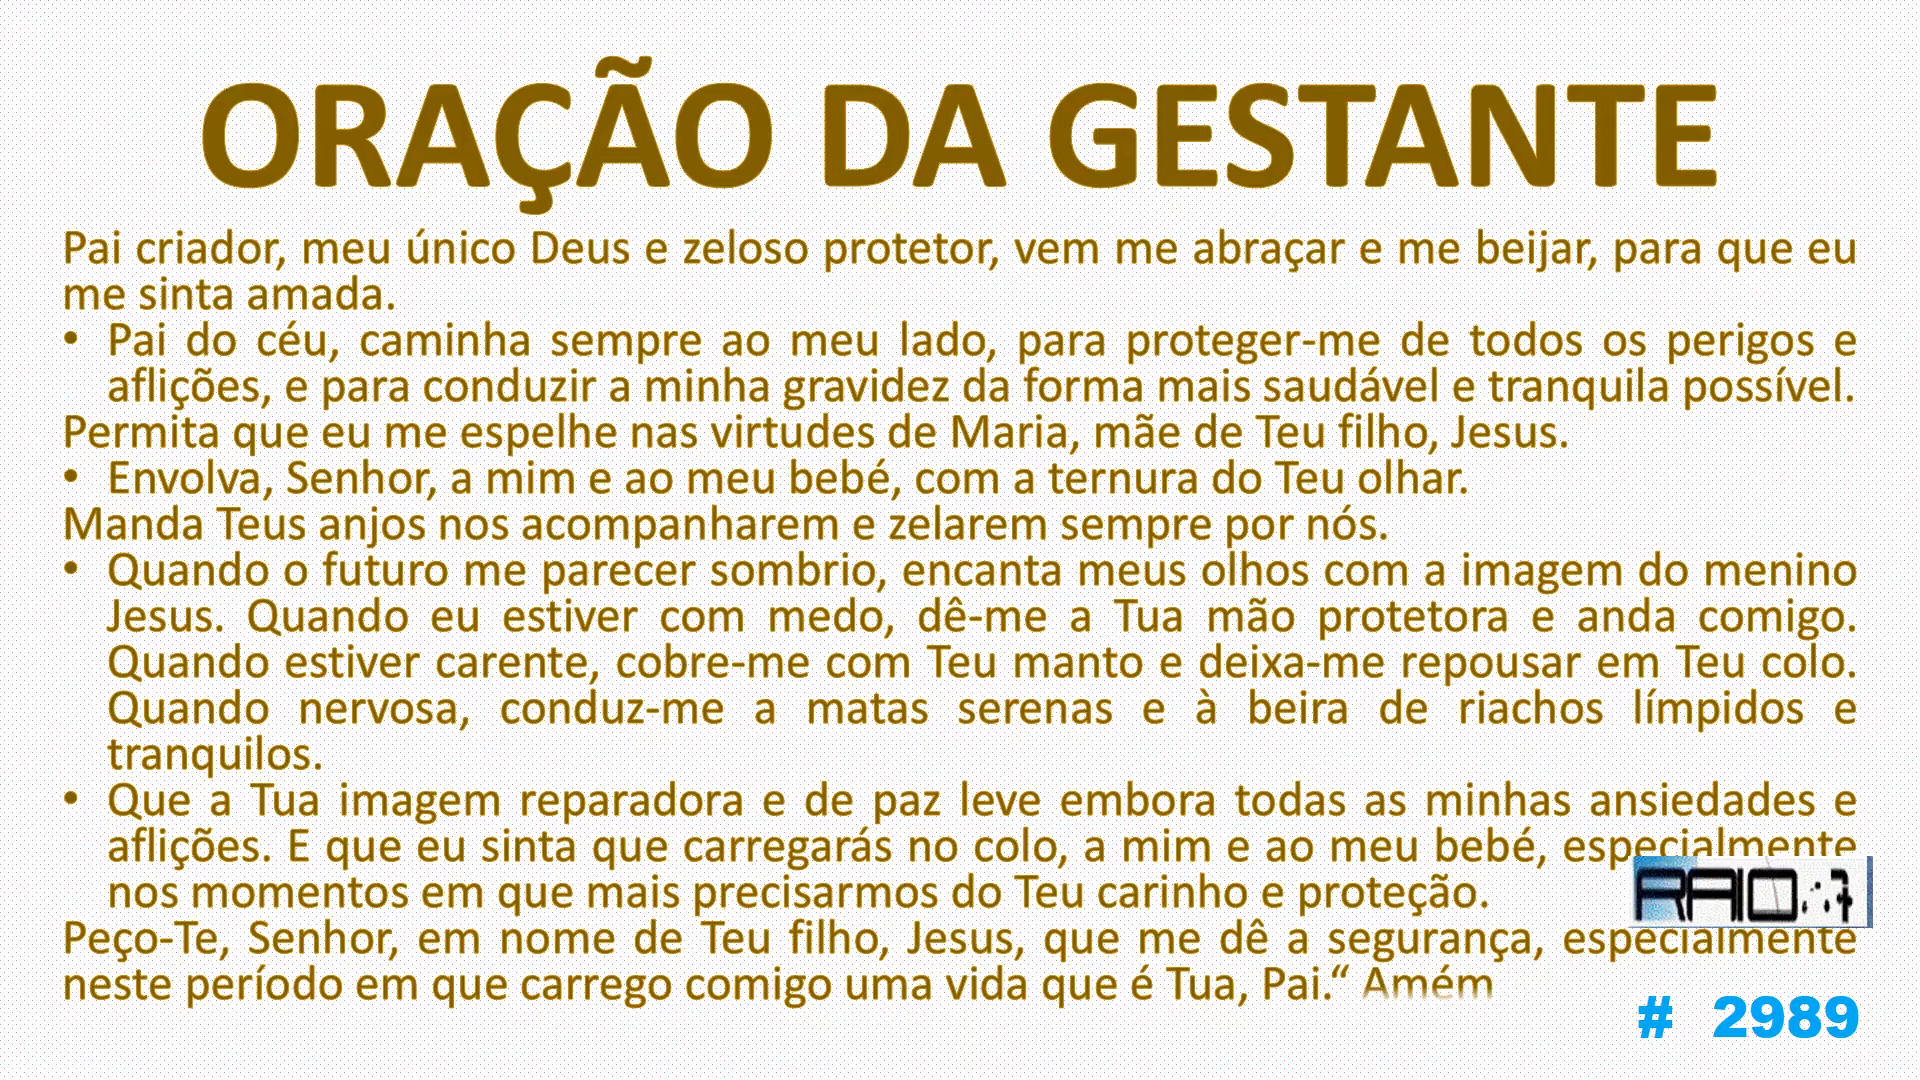 ORAÇÃO DA GESTANTE
Pai criador, meu único Deus e zeloso protetor, vem me abraçar e me beijar, para que eu
me sinta amada.
• Pai do céu, caminha sempre ao meu lado, para proteger-me de todos os perigos e
aflições, e para conduzir a minha gravidez da forma mais saudável e tranquila possível.
Permita que eu me espelhe nas virtudes de Maria, mãe de Teu filho, Jesus.
• Envolva, Senhor, a mim e ao meu bebé, com a ternura do Teu olhar.
Manda Teus anjos nos acompanharem e zelarem sempre por nós.
• Quando o futuro me parecer sombrio, encanta meus olhos com a imagem do menino
Jesus. Quando eu estiver com medo, dê-me a Tua mão protetora e anda comigo.
Quando estiver carente, cobre-me com Teu manto e deixa-me repousar em Teu colo.
Quando nervosa, conduz-me a matas serenas e à beira de riachos límpidos e
tranquilos.
• Que a Tua imagem reparadora e de paz leve embora todas as minhas ansiedades e
aflições. E que eu sinta que carregarás no colo, a mim e ao meu bebé, especialmente
nos momentos em que mais precisarmos do Teu carinho e proteção.
RAIO
Peço-Te, Senhor, em nome de Teu filho, Jesus, que me dê a segurança, especialmente
neste período em que carrego comigo uma vida que é Tua, Pai.“ Amém
# 2989